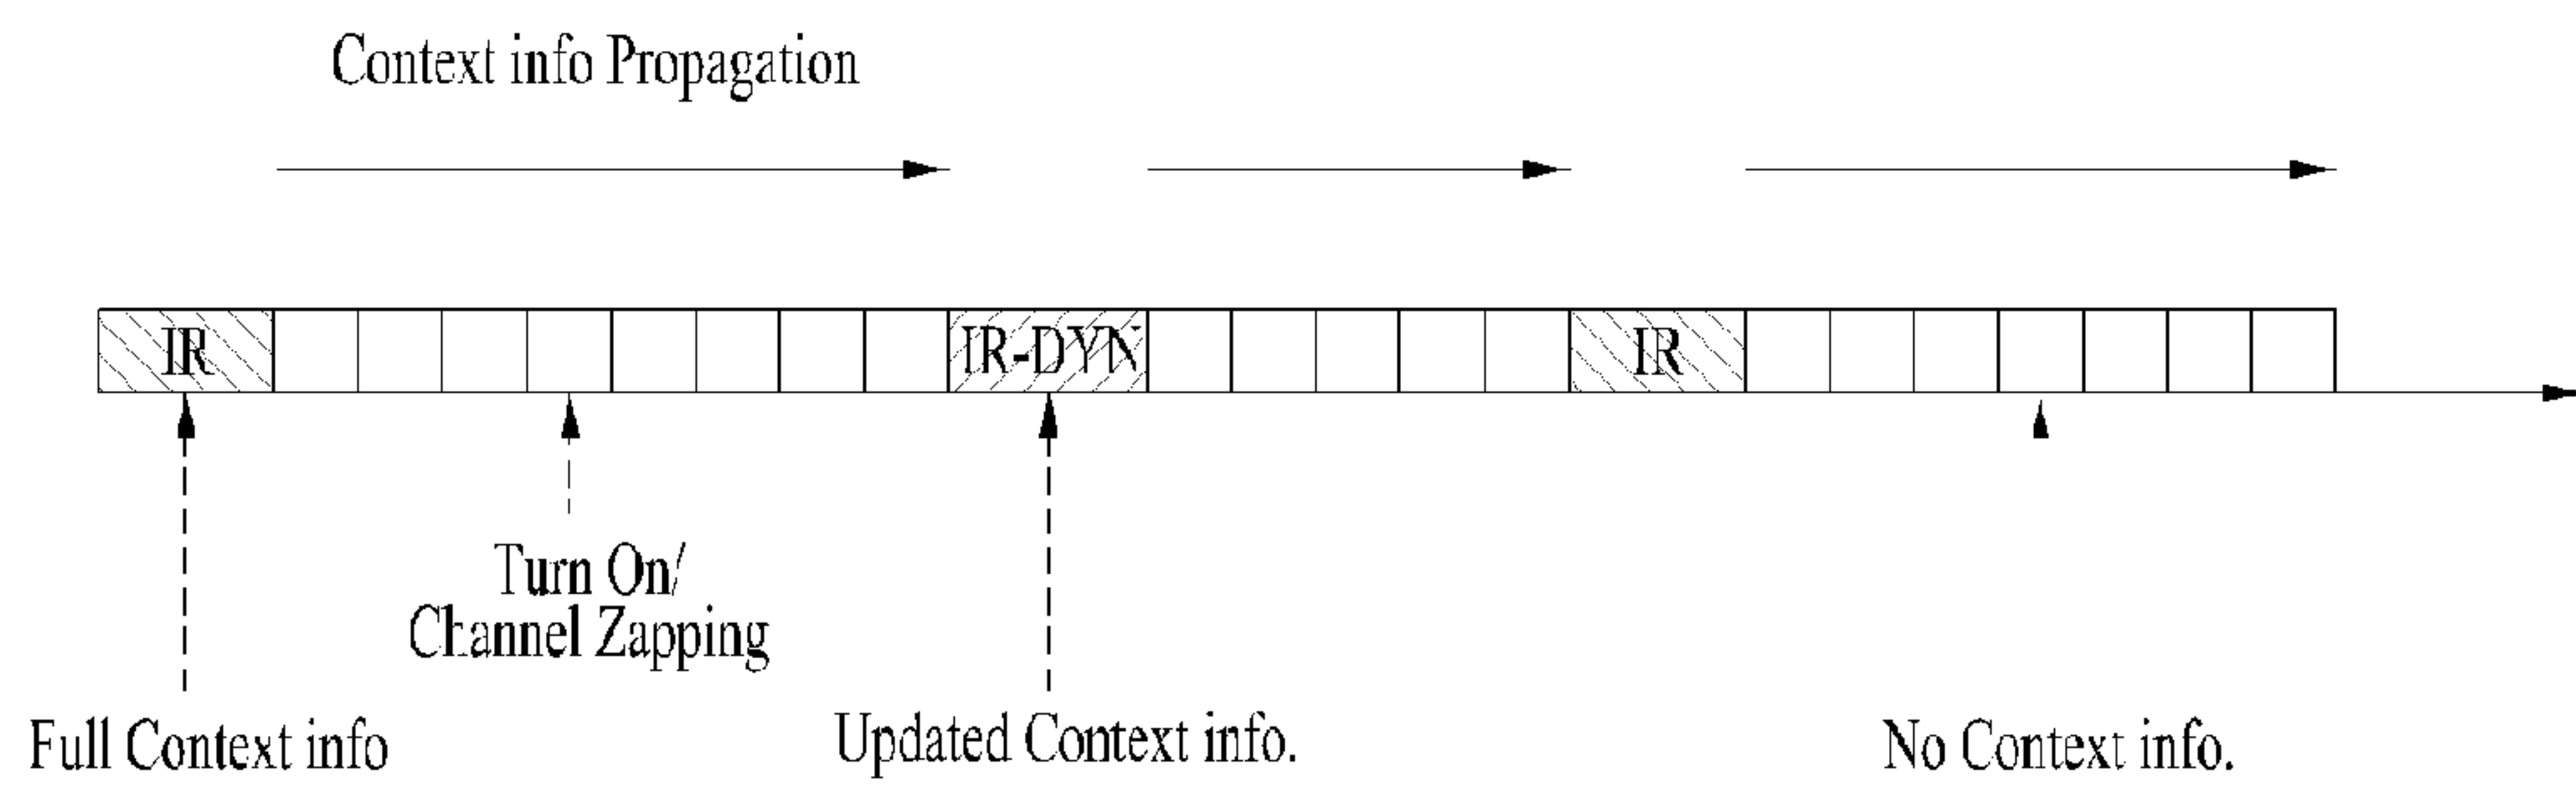 Context info Propagation
IR
IR-DYN
IR
Turn On/
Channel Zapping
Full Context info
Updated Context info.
No Context info.